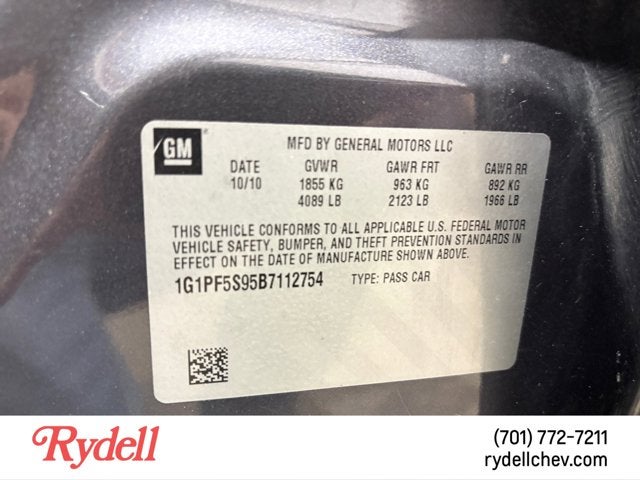 GM
MFD BY GENERAL MOTORS LLC
DATE GVWR GAWR FRT GAWR RR
10/10 1855 KG 963 KG 892 KG
4089 LB 2123 LB 1966 LB
THIS VEHICLE CONFORMS TO ALL APPLICABLE U.S. FEDERAL MOTOR
VEHICLE SAFETY, BUMPER, AND THEFT PREVENTION STANDARDS IN
EFFECT ON THE DATE OF MANUFACTURE SHOWN ABOVE.
1G1PF5S95B7112754 TYPE: PASS CAR
Rydell
(701) 772-7211
rydellchev.com